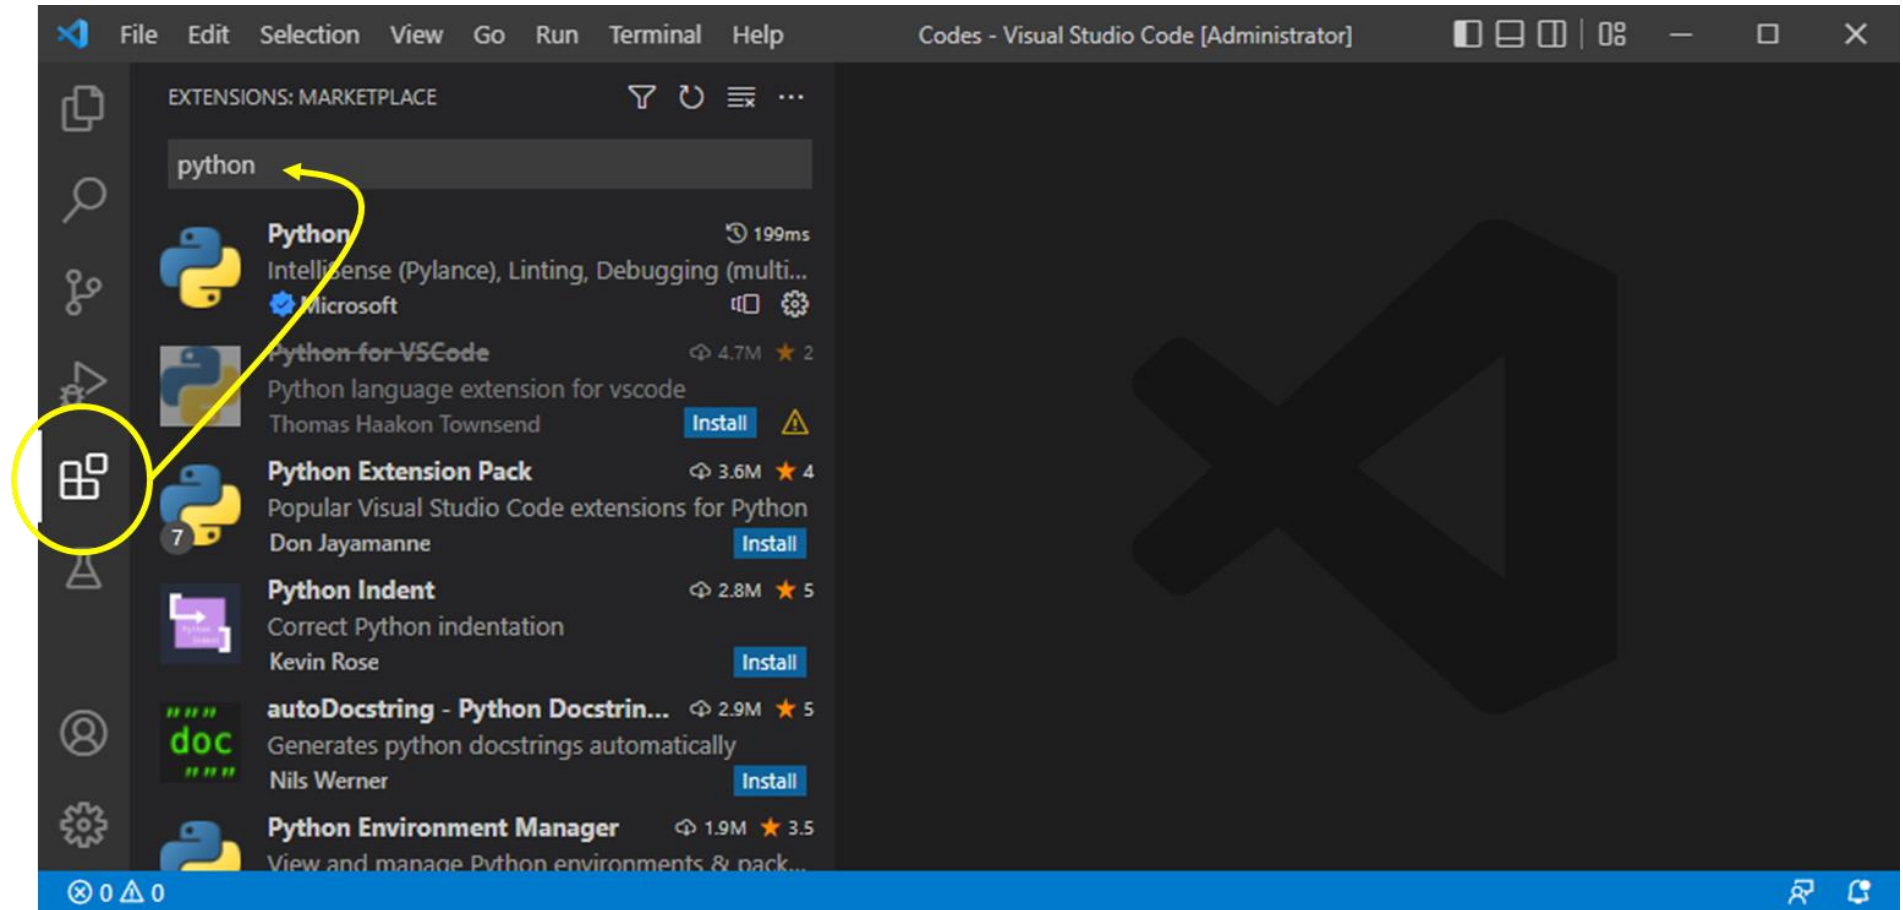 File Edit Selection View Go Run Terminal Help Codes - Visual Studio Code [Administrator]
EXTENSIONS: MARKETPLACE
python
Python 199ms
IntelliSense (Pylance), Linting, Debugging (multi...
Microsoft
Python for VSCode 4.7M 2
Python language extension for vscode
Thomas Haakon Townsend Install
Python Extension Pack 3.6M 4
Popular Visual Studio Code extensions for Python
7 Don Jayamanne Install
Python Indent 2.8M 5
Correct Python indentation
Kevin Rose Install
autoDocstring - Python Docstrin... 2.9M 5
""" doc """
Generates python docstrings automatically
Nils Werner Install
Python Environment Manager 1.9M 3.5
View and manage Python environments & pack...
0 0